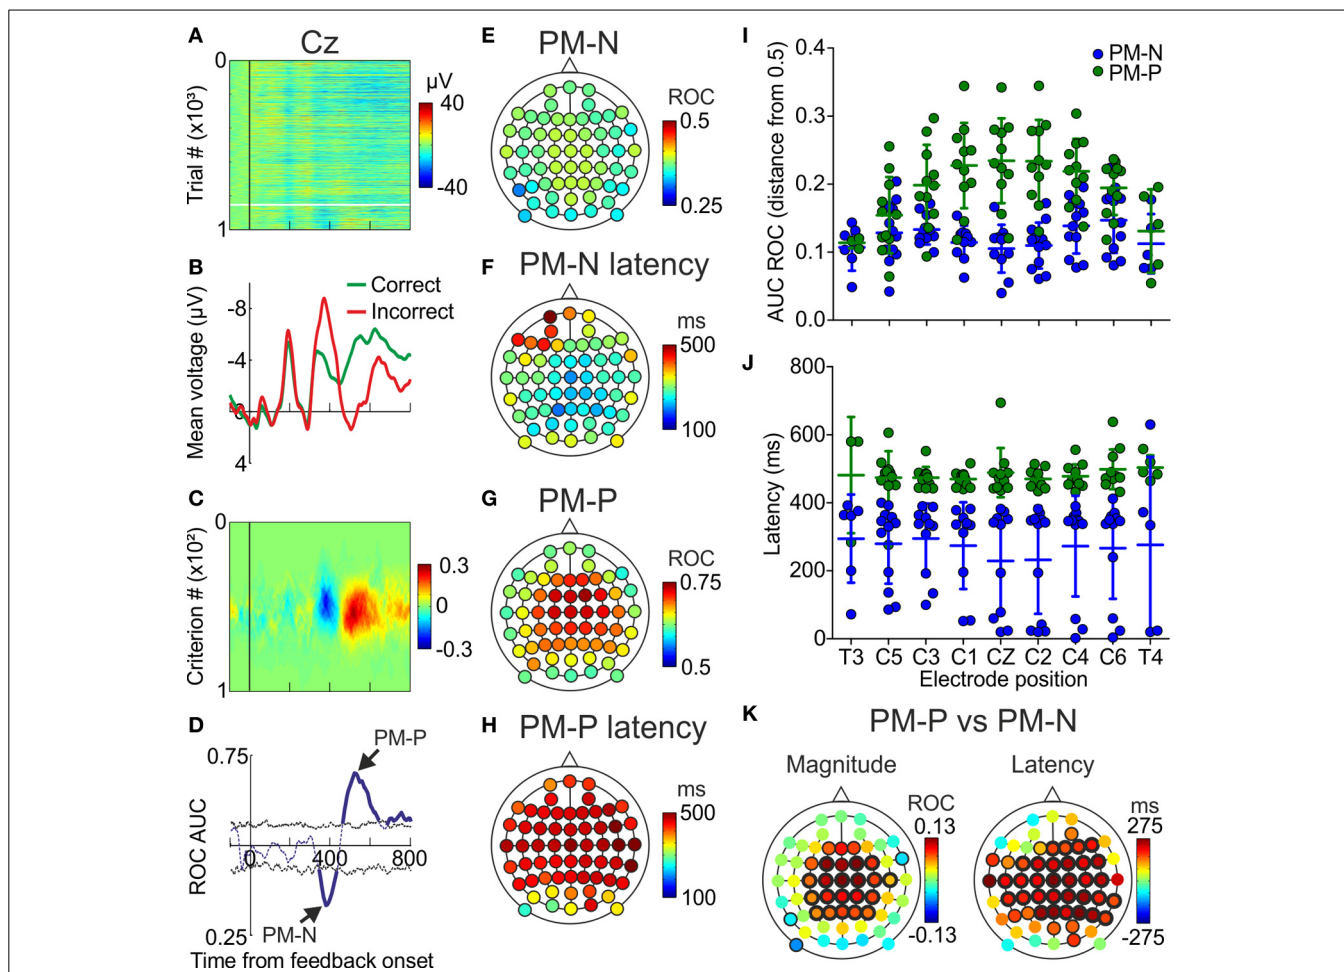 A
Cz
0
Trial # (x10³)
1
µV
40
-40
B
Mean voltage (µV)
-8
-4
0
4
Correct
Incorrect
C
Criterion # (x10²)
0
1
0.3
0
-0.3
D
ROC AUC
0.75
0.25
PM-P
PM-N
0
400
800
Time from feedback onset
E
PM-N
ROC
0.5
0.25
F
PM-N latency
ms
500
100
G
PM-P
ROC
0.75
0.5
H
PM-P latency
ms
500
100
I
AUC ROC (distance from 0.5)
0.4
0.3
0.2
0.1
0.0
PM-N
PM-P
J
Latency (ms)
800
600
400
200
0
T3 C5 C3 C1 CZ C2 C4 C6 T4
Electrode position
K
PM-P vs PM-N
Magnitude
ROC
0.13
-0.13
Latency
ms
275
-275